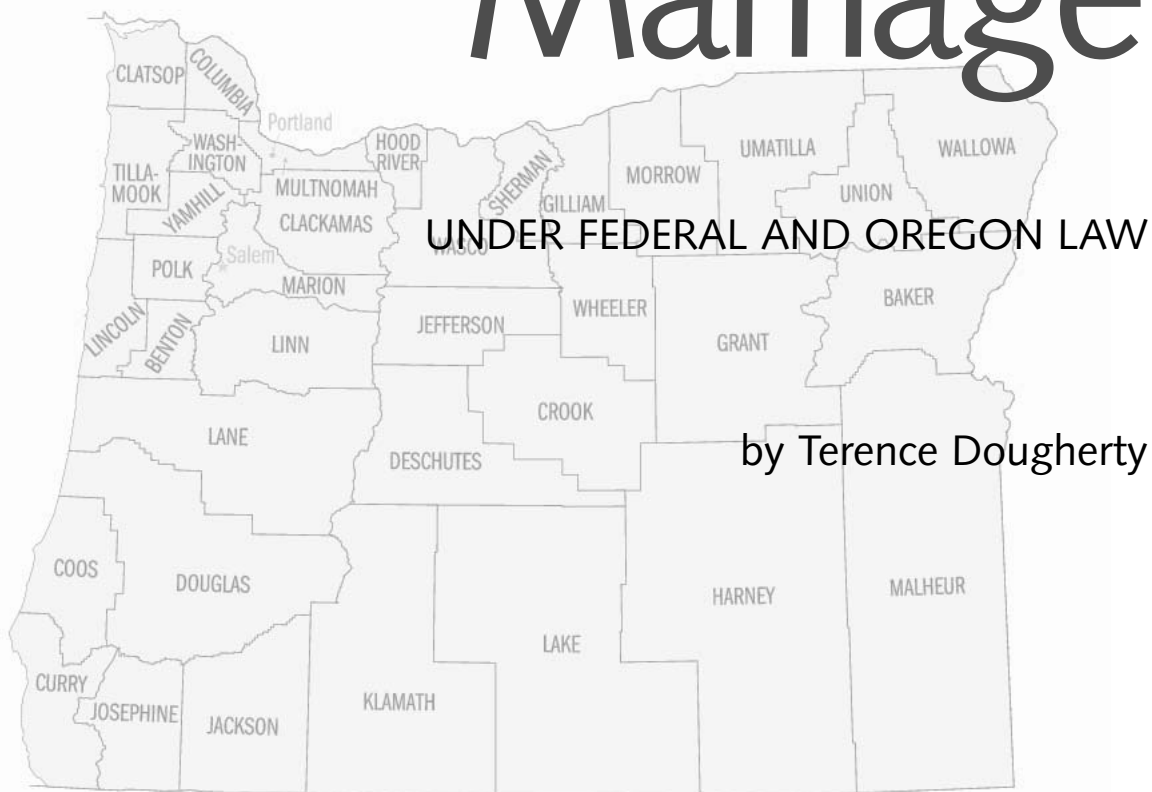 Marriage
UNDER FEDERAL AND OREGON LAW
by Terence Dougherty
CLATSOP
COLUMBIA
Portland
WASH-
INGTON
HOOD
RIVER
TILLA-
MOOK
YAMHILL
MULTNOMAH
CLACKAMAS
SHERMAN
GILLIAM
MORROW
UMATILLA
UNION
WALLOWA
WASCO
POLK
Salem
MARION
LINCOLN
BENTON
LINN
JEFFERSON
WHEELER
GRANT
BAKER
LANE
DESCHUTES
CROOK
COOS
DOUGLAS
HARNEY
MALHEUR
LAKE
CURRY
JOSEPHINE
JACKSON
KLAMATH